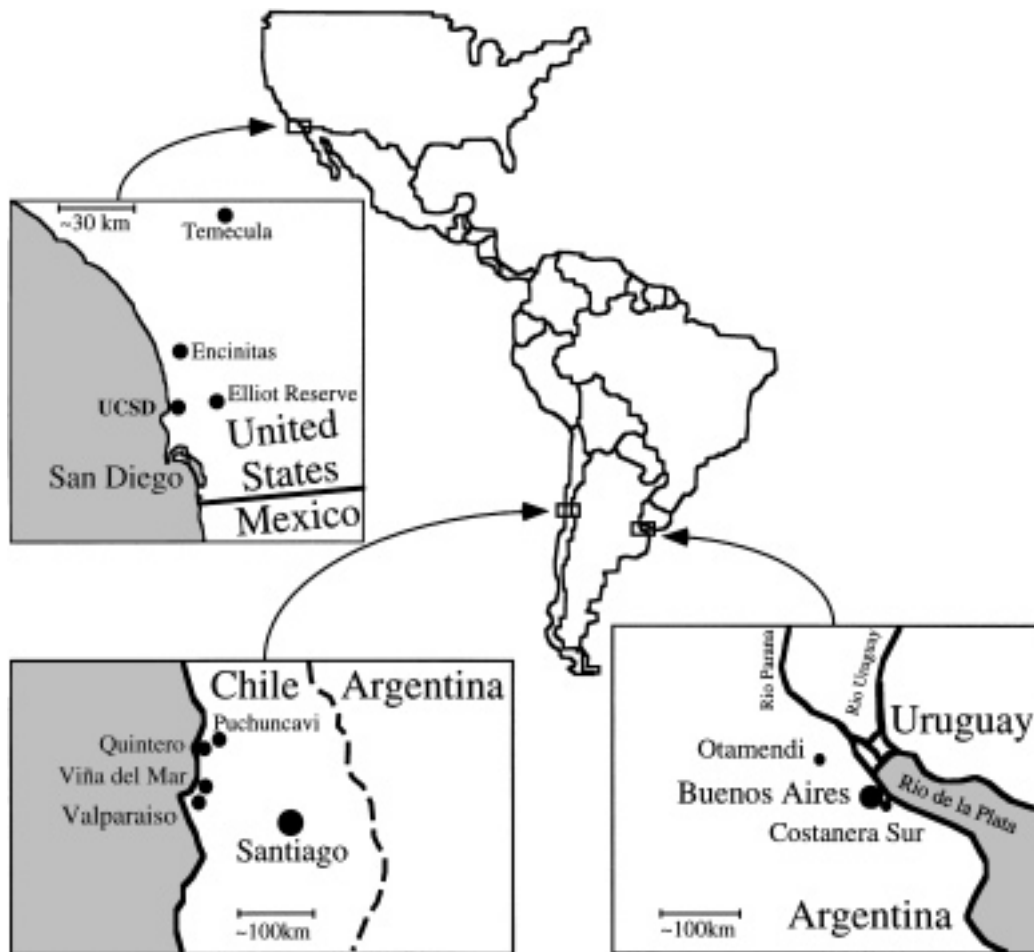 ~30 km
Temecula
Encinitas
Elliot Reserve
UCSD
United
States
San Diego
Mexico
Chile
Argentina
Puchuncavi
Quintero
Viña del Mar
Valparaiso
Santiago
~100km
Rio Parana
Rio Uruguay
Uruguay
Otamendi
Buenos Aires
Río de la Plata
Costanera Sur
~100km
Argentina